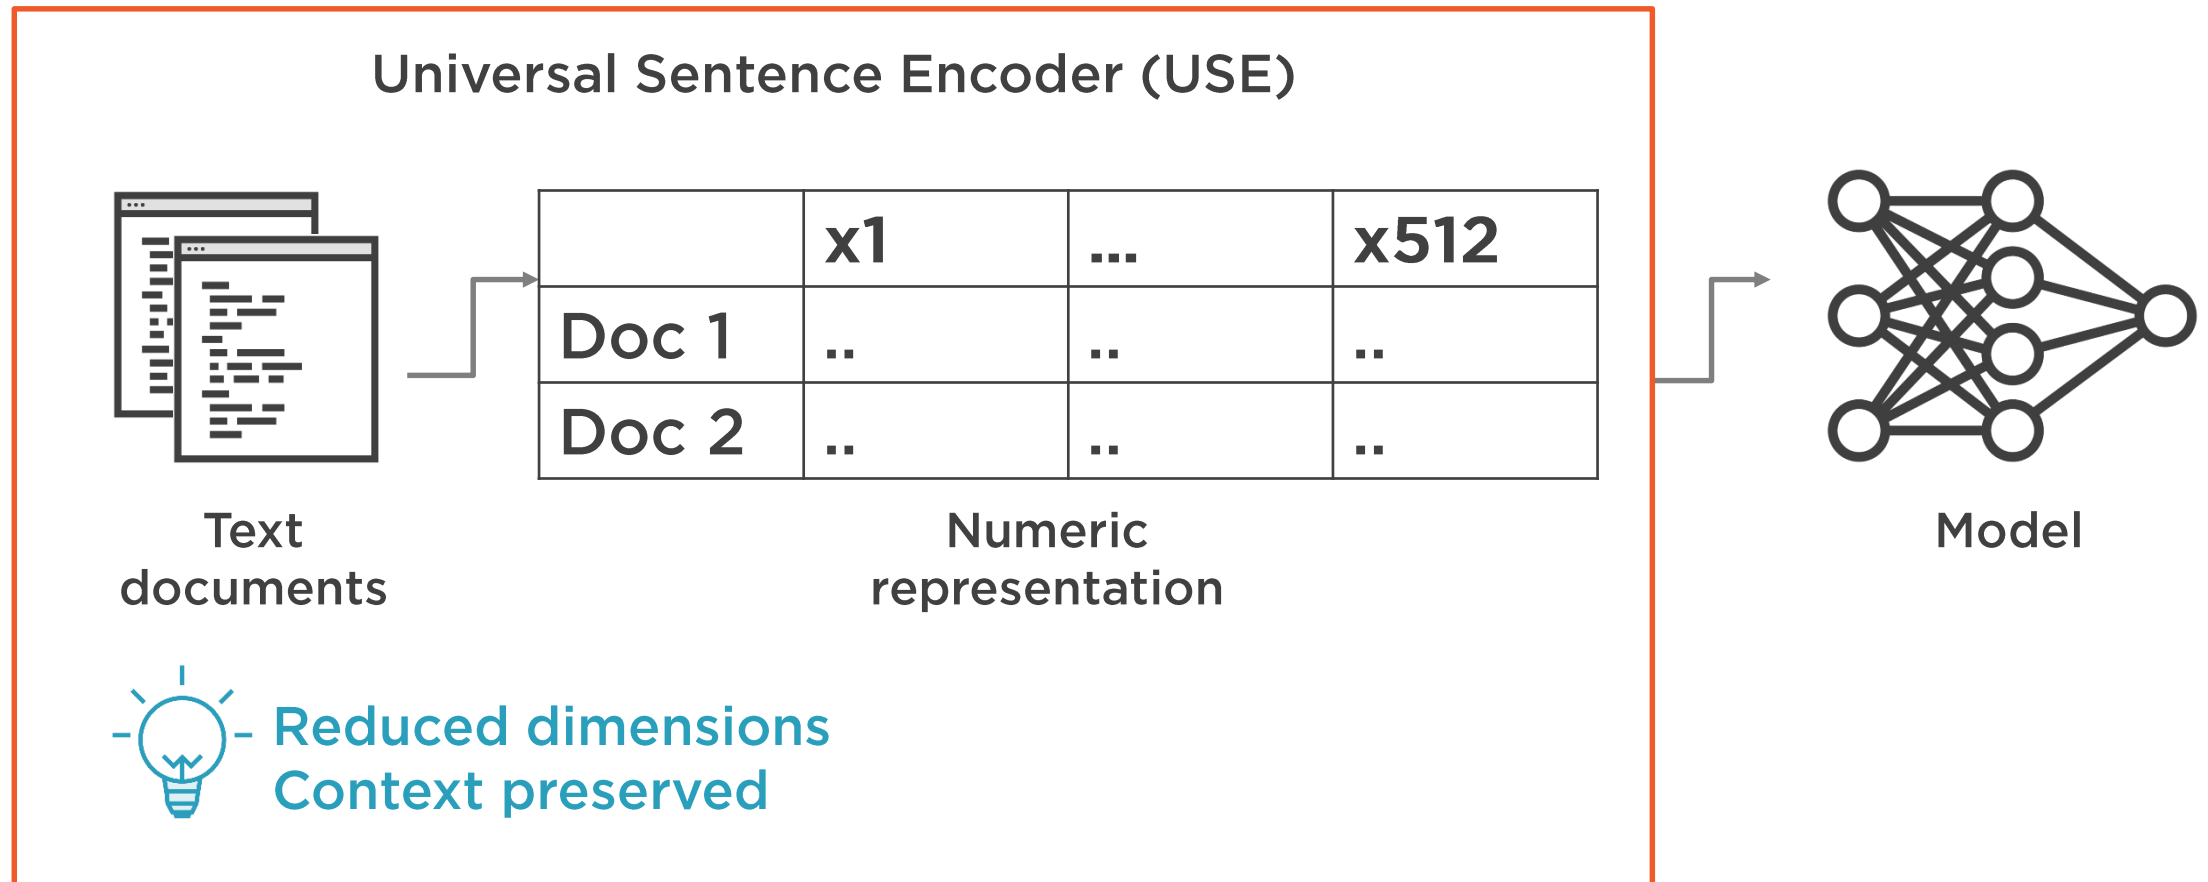 Universal Sentence Encoder (USE)
x1 ... x512
Doc 1 .. .. ..
Doc 2 .. .. ..
Text
documents
Numeric
representation
Model
Reduced dimensions
Context preserved